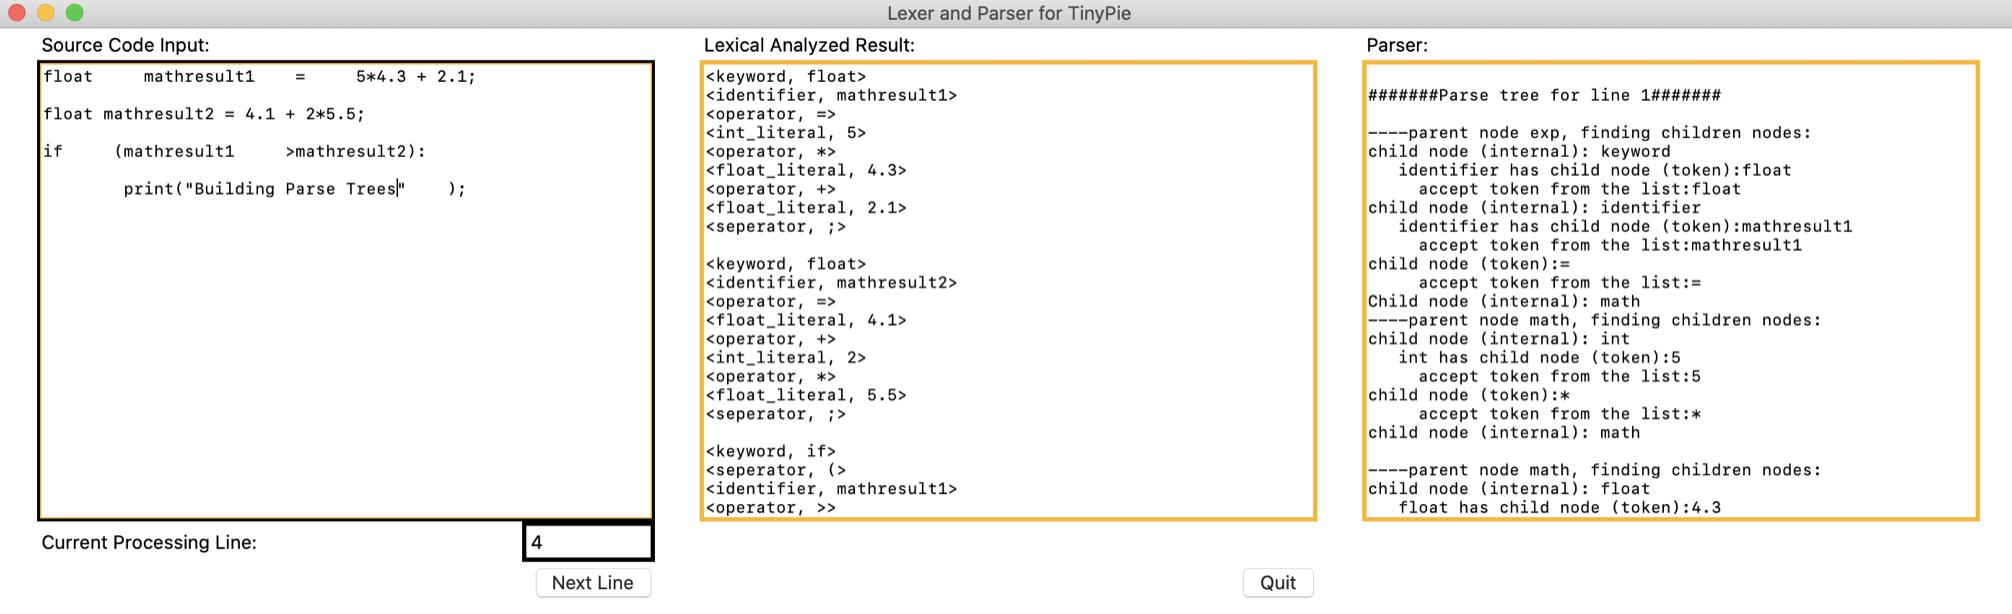 Lexer and Parser for TinyPie
Source Code Input:
float     mathresult1    =     5*4.3 + 2.1;
float mathresult2 = 4.1 + 2*5.5;
if     (mathresult1     >mathresult2):
        print("Building Parse Trees"    );
Current Processing Line:
4
Next Line
Lexical Analyzed Result:
<keyword, float>
<identifier, mathresult1>
<operator, =>
<int_literal, 5>
<operator, *>
<float_literal, 4.3>
<operator, +>
<float_literal, 2.1>
<seperator, ;>
<keyword, float>
<identifier, mathresult2>
<operator, =>
<float_literal, 4.1>
<operator, +>
<int_literal, 2>
<operator, *>
<float_literal, 5.5>
<seperator, ;>
<keyword, if>
<seperator, (>
<identifier, mathresult1>
<operator, >>
Quit
Parser:
#######Parse tree for line 1#######
----parent node exp, finding children nodes:
child node (internal): keyword
   identifier has child node (token):float
     accept token from the list:float
child node (internal): identifier
   identifier has child node (token):mathresult1
     accept token from the list:mathresult1
child node (token):=
     accept token from the list:=
Child node (internal): math
----parent node math, finding children nodes:
child node (internal): int
   int has child node (token):5
     accept token from the list:5
child node (token):*
     accept token from the list:*
child node (internal): math
----parent node math, finding children nodes:
child node (internal): float
   float has child node (token):4.3